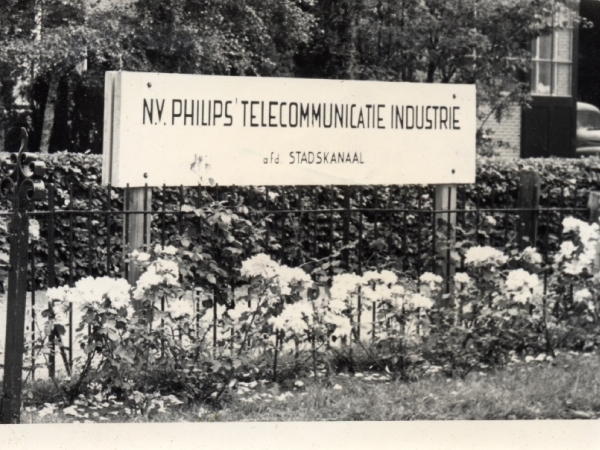 N.V. PHILIPS' TELECOMMUNICATIE INDUSTRIE
afd. STADSKANAAL